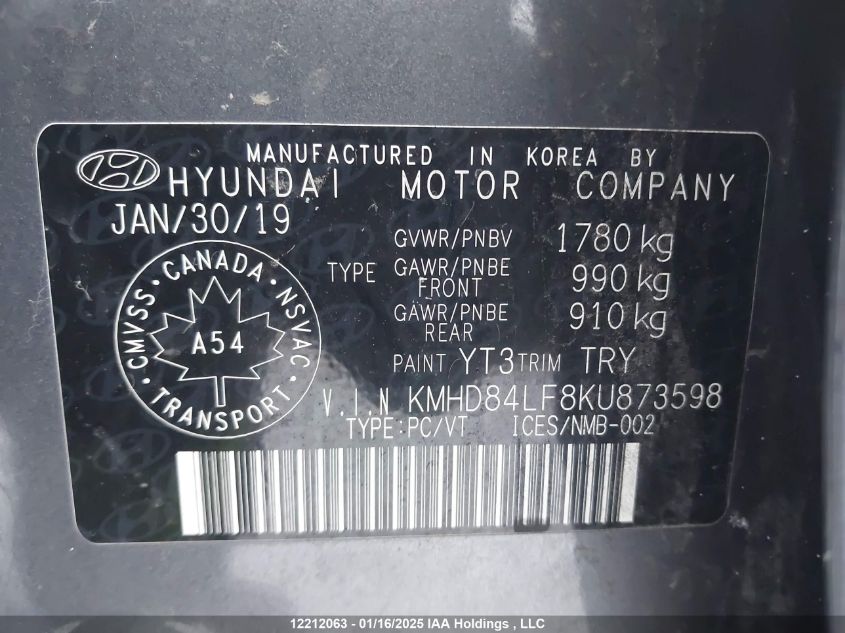 MANUFACTURED IN KOREA BY
HYUNDAI MOTOR COMPANY
JAN/30/19
GVWR/PNBV 1780 kg
TYPE GAWR/PNBE FRONT 990 kg
GAWR/PNBE REAR 910 kg
CANADA · NSVAC · TRANSPORT · CMVSS ·
A54
PAINT YT3 TRIM TRY
V.I.N KMHD84LF8KU873598
TYPE:PC/VT ICES/NMB-002
12212063 - 01/16/2025 IAA Holdings , LLC